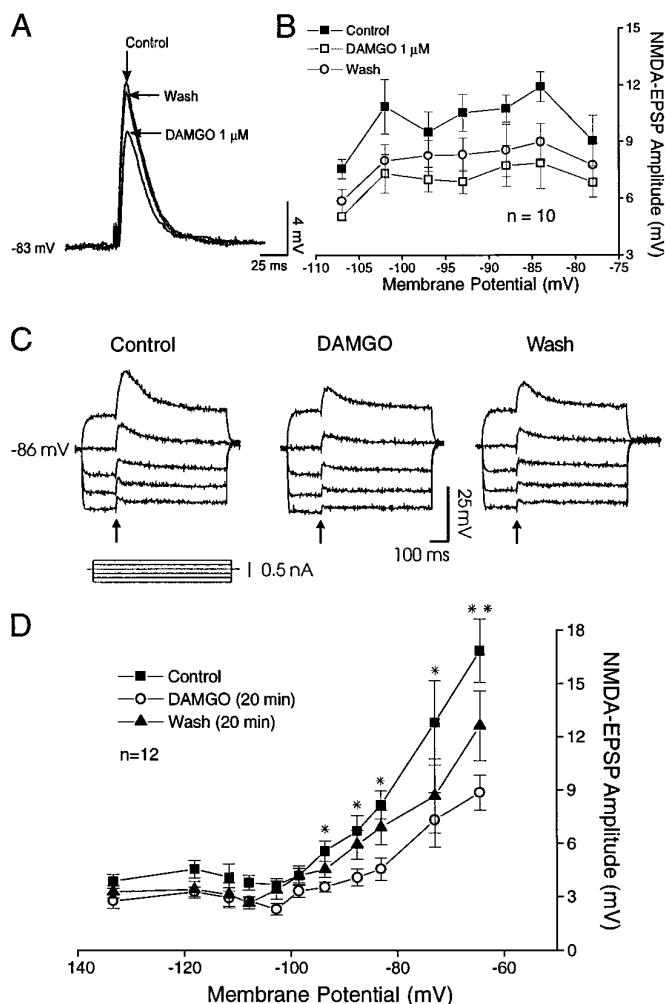 A
Control
Wash
DAMGO 1 μM
-83 mV
4 mV
25 ms
B
Control
DAMGO 1 μM
Wash
n = 10
15
12
9
6
3
NMDA-EPSP Amplitude (mV)
-110 -105 -100 -95 -90 -85 -80 -75
Membrane Potential (mV)
C
Control DAMGO Wash
-86 mV
25 mV
100 ms
0.5 nA
D
Control
DAMGO (20 min)
Wash (20 min)
n=12
*
*
*
*
* *
18
15
12
9
6
3
0
NMDA-EPSP Amplitude (mV)
140 -120 -100 -80 -60
Membrane Potential (mV)